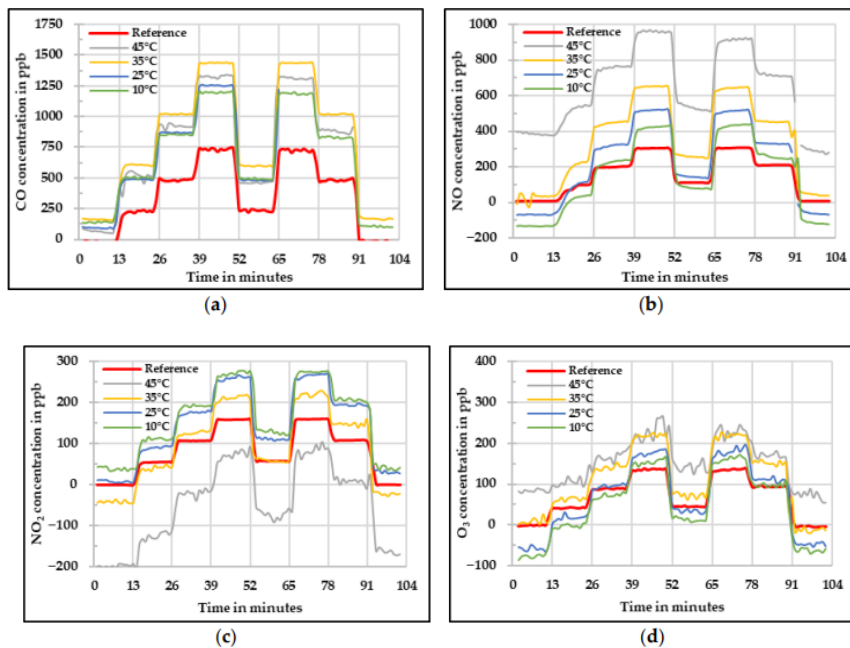 1750
1500
1250
1000
750
500
250
0
CO concentration in ppb
Reference
45°C
35°C
25°C
10°C
0 13 26 39 52 65 78 91 104
Time in minutes
(a)
1000
800
600
400
200
0
−200
NO concentration in ppb
Reference
45°C
35°C
25°C
10°C
0 13 26 39 52 65 78 91 104
Time in minutes
(b)
300
200
100
0
−100
−200
NO₂ concentration in ppb
Reference
45°C
35°C
25°C
10°C
0 13 26 39 52 65 78 91 104
Time in minutes
(c)
400
300
200
100
0
−100
O₃ concentration in ppb
Reference
45°C
35°C
25°C
10°C
0 13 26 39 52 65 78 91 104
Time in minutes
(d)